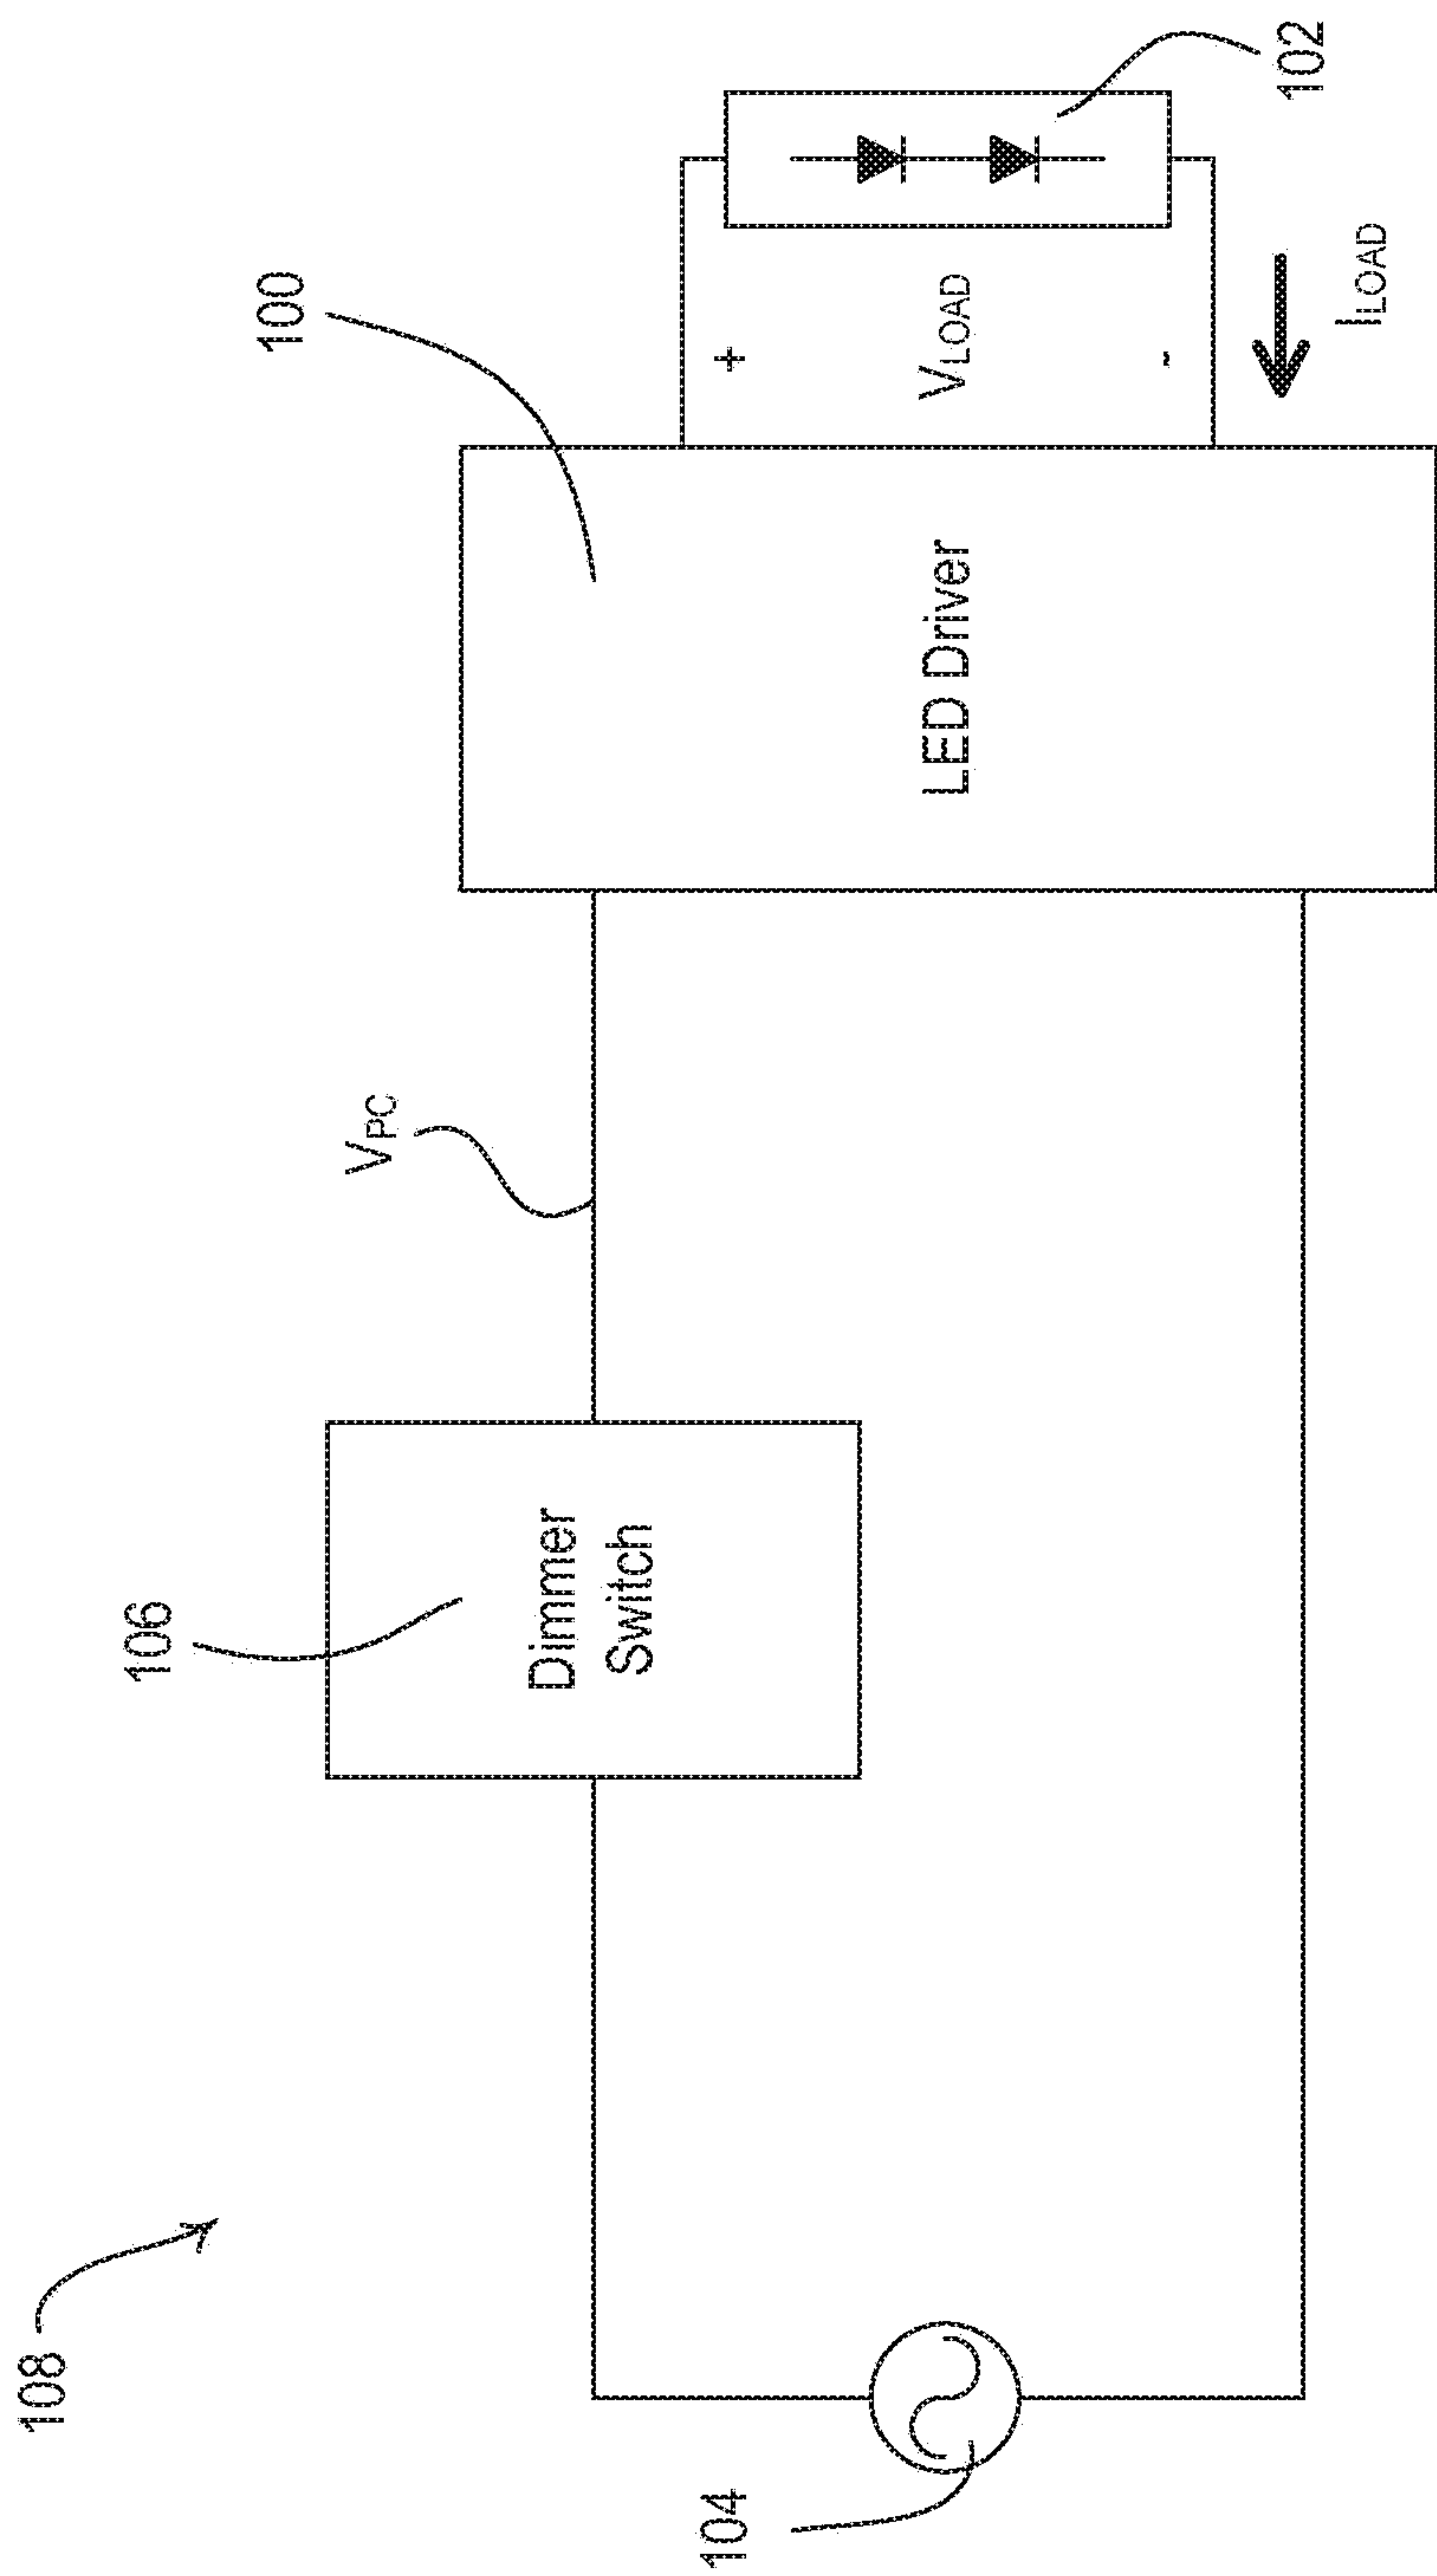 108
106
100
V_PC
Dimmer
Switch
LED Driver
+
V_LOAD
-
102
104
I_LOAD